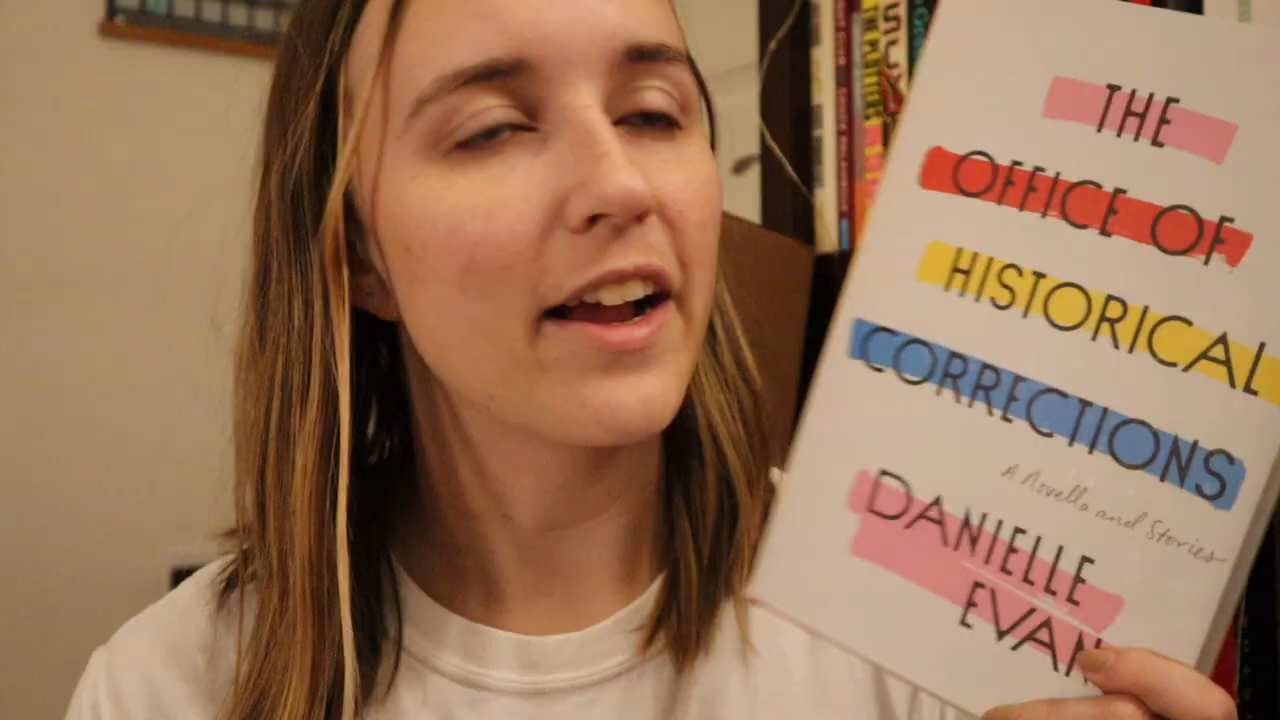 THE
OFFICE OF
HISTORICAL
CORRECTIONS
A Novella and Stories
DANIELLE
EVAN